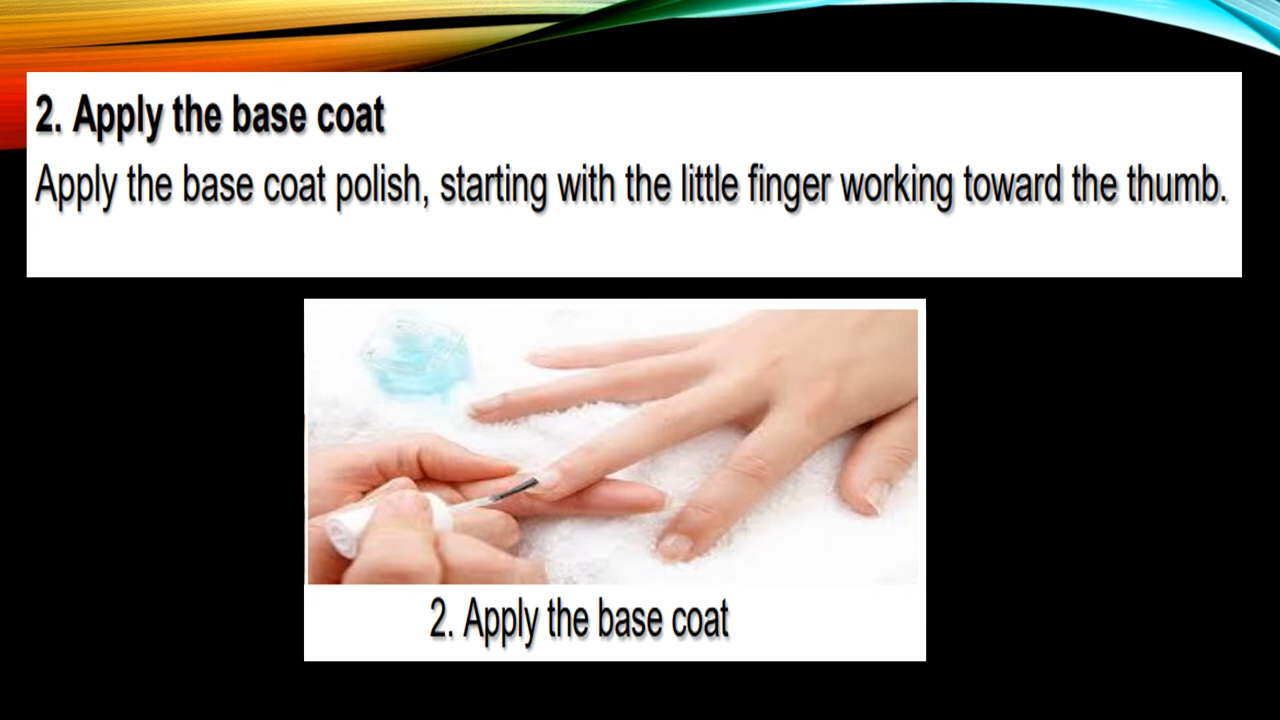 2. Apply the base coat
Apply the base coat polish, starting with the little finger working toward the thumb.
2. Apply the base coat